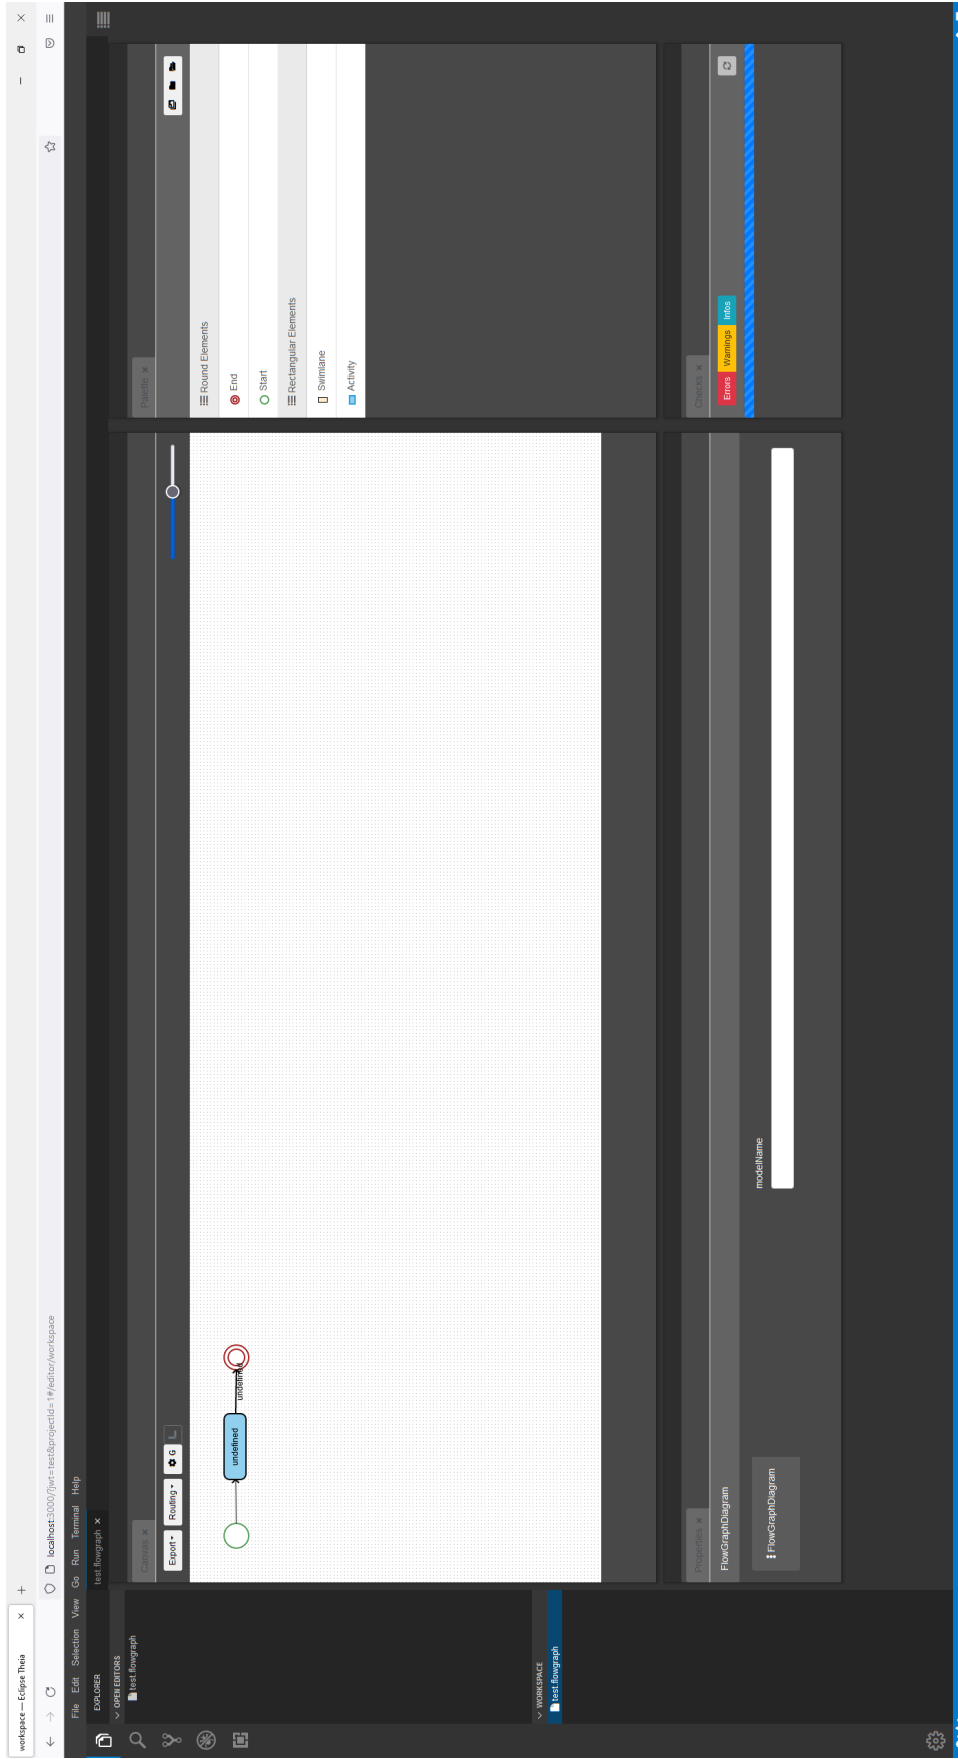 workspace — Eclipse Theia
localhost:3000/?jwt=test&projectId=1#/editor/workspace
File Edit Selection View Go Run Terminal Help
EXPLORER
OPEN EDITORS
test.flowgraph
WORKSPACE
test.flowgraph
test.flowgraph
Canvas
Export
Routing
G
undefined
undefined
Palette
Round Elements
End
Start
Rectangular Elements
Swimlane
Activity
Properties
FlowGraphDiagram
FlowGraphDiagram
modelName
Checks
Errors
Warnings
Infos